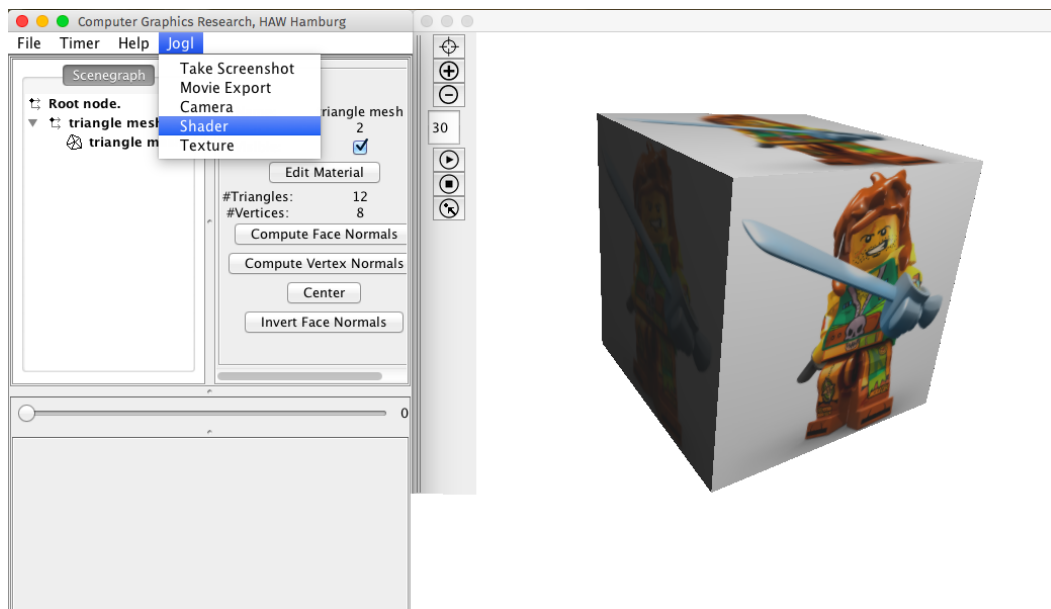 Computer Graphics Research, HAW Hamburg
File Timer Help Jogl
Take Screenshot
Movie Export
Camera
Shader
Texture
Scenegraph
Root node.
triangle mesh
triangle m
riangle mesh
2
Edit Material
#Triangles: 12
#Vertices: 8
Compute Face Normals
Compute Vertex Normals
Center
Invert Face Normals
0
30